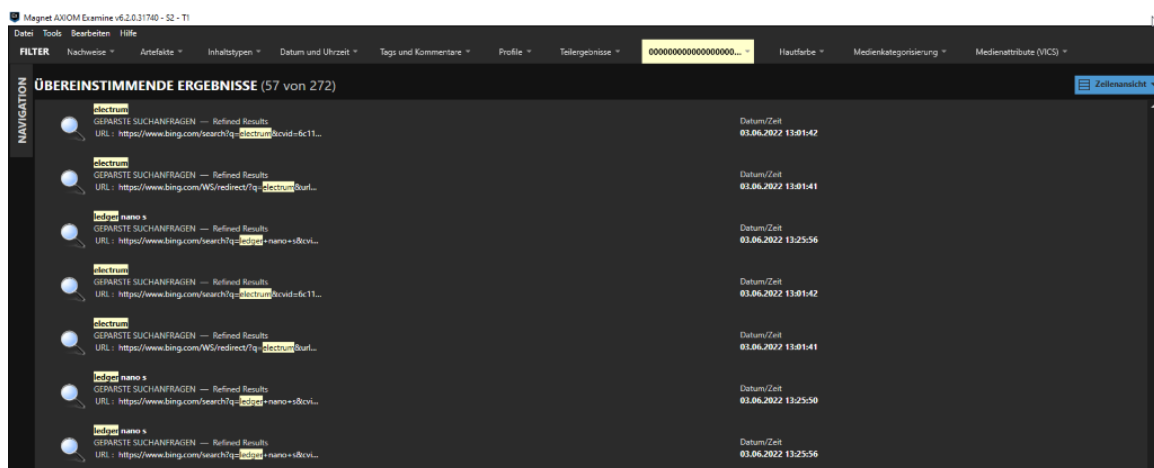 Magnet AXIOM Examine v6.2.0.31740 - S2 - T1
Datei Tools Bearbeiten Hilfe
FILTER Nachweise Artefakte Inhaltstypen Datum und Uhrzeit Tags und Kommentare Profile Teilergebnisse 000000000000000000... Hautfarbe Medienkategorisierung Medienattribute (VICS)
NAVIGATION
ÜBEREINSTIMMENDE ERGEBNISSE (57 von 272) Zeilenansicht
electrum
GEPARSTE SUCHANFRAGEN — Refined Results Datum/Zeit
URL : https://www.bing.com/search?q=electrum&cvid=6c11... 03.06.2022 13:01:42
electrum
GEPARSTE SUCHANFRAGEN — Refined Results Datum/Zeit
URL : https://www.bing.com/WS/redirect/?q=electrum&url... 03.06.2022 13:01:41
ledger nano s
GEPARSTE SUCHANFRAGEN — Refined Results Datum/Zeit
URL : https://www.bing.com/search?q=ledger+nano+s&cvi... 03.06.2022 13:25:56
electrum
GEPARSTE SUCHANFRAGEN — Refined Results Datum/Zeit
URL : https://www.bing.com/search?q=electrum&cvid=6c11... 03.06.2022 13:01:42
electrum
GEPARSTE SUCHANFRAGEN — Refined Results Datum/Zeit
URL : https://www.bing.com/WS/redirect/?q=electrum&url... 03.06.2022 13:01:41
ledger nano s
GEPARSTE SUCHANFRAGEN — Refined Results Datum/Zeit
URL : https://www.bing.com/search?q=ledger+nano+s&cvi... 03.06.2022 13:25:50
ledger nano s
GEPARSTE SUCHANFRAGEN — Refined Results Datum/Zeit
URL : https://www.bing.com/search?q=ledger+nano+s&cvi... 03.06.2022 13:25:56